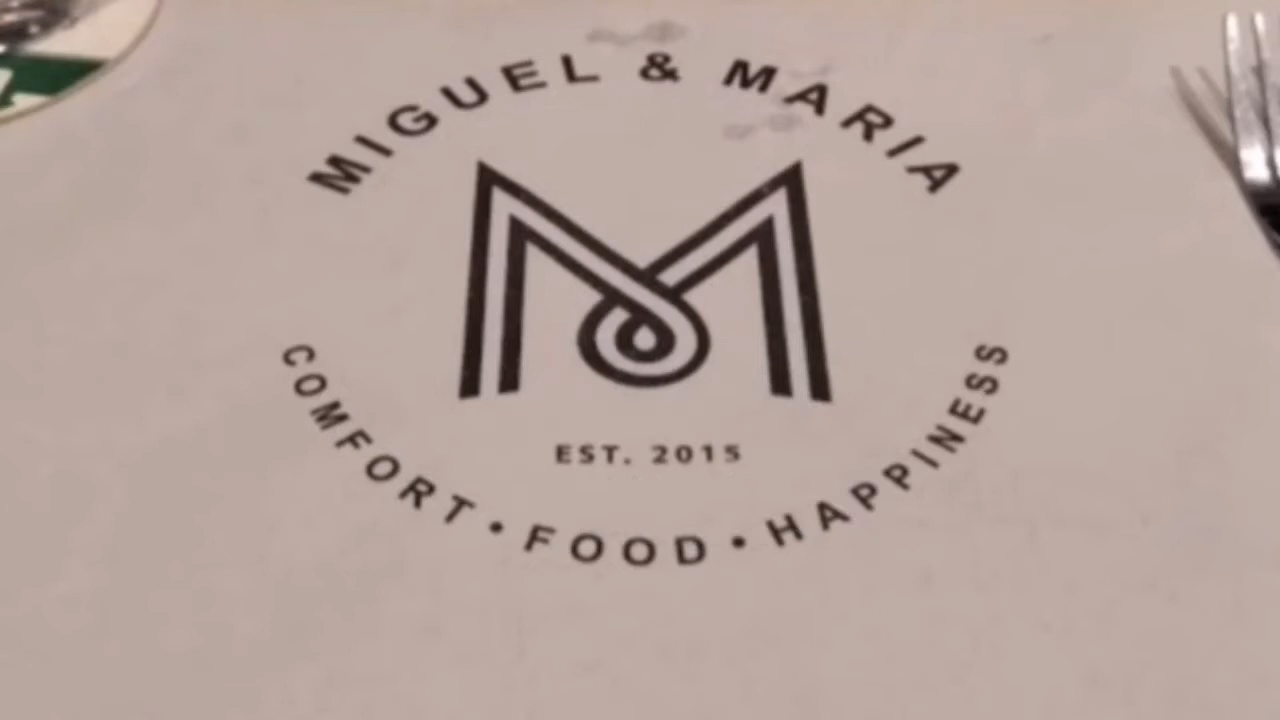 MIGUEL & MARIA
M
EST. 2015
COMFORT • FOOD • HAPPINESS